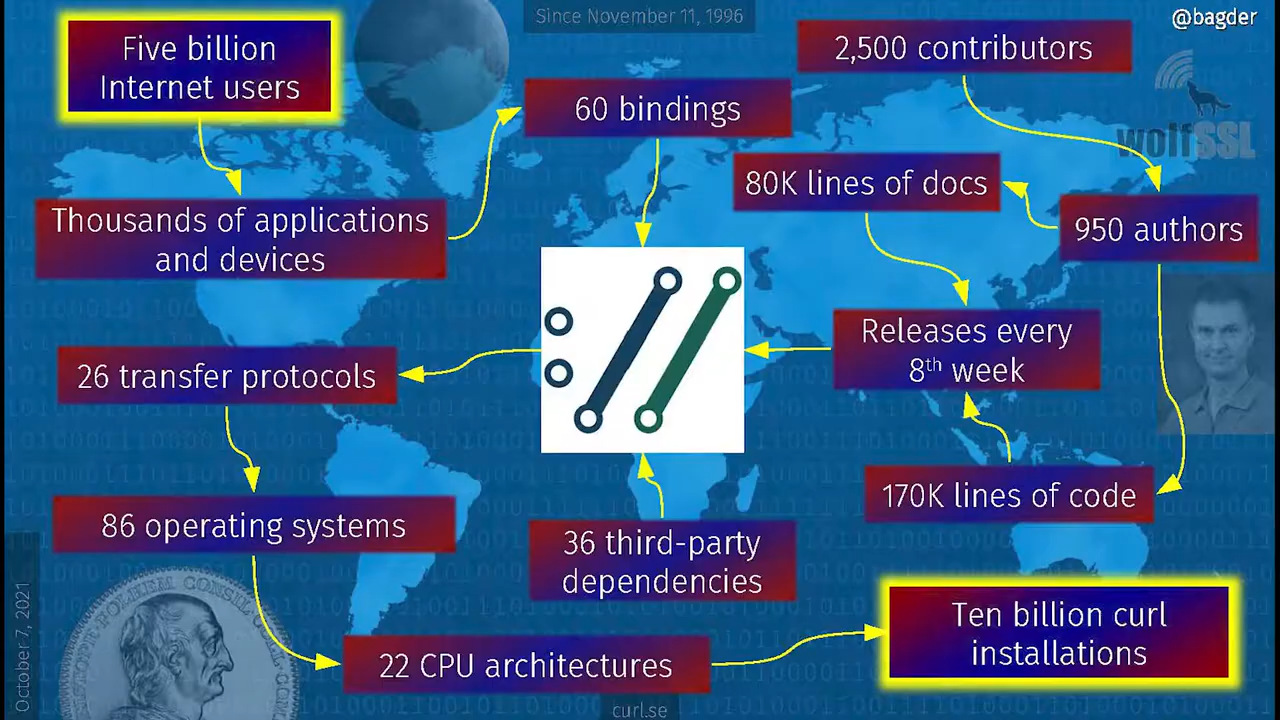 Since November 11, 1996
@bagder
Five billion
Internet users
2,500 contributors
60 bindings
wolfSSL
80K lines of docs
Thousands of applications
and devices
950 authors
Releases every
8th week
26 transfer protocols
170K lines of code
86 operating systems
36 third-party
dependencies
Ten billion curl
installations
22 CPU architectures
October 7, 2021
curl.se